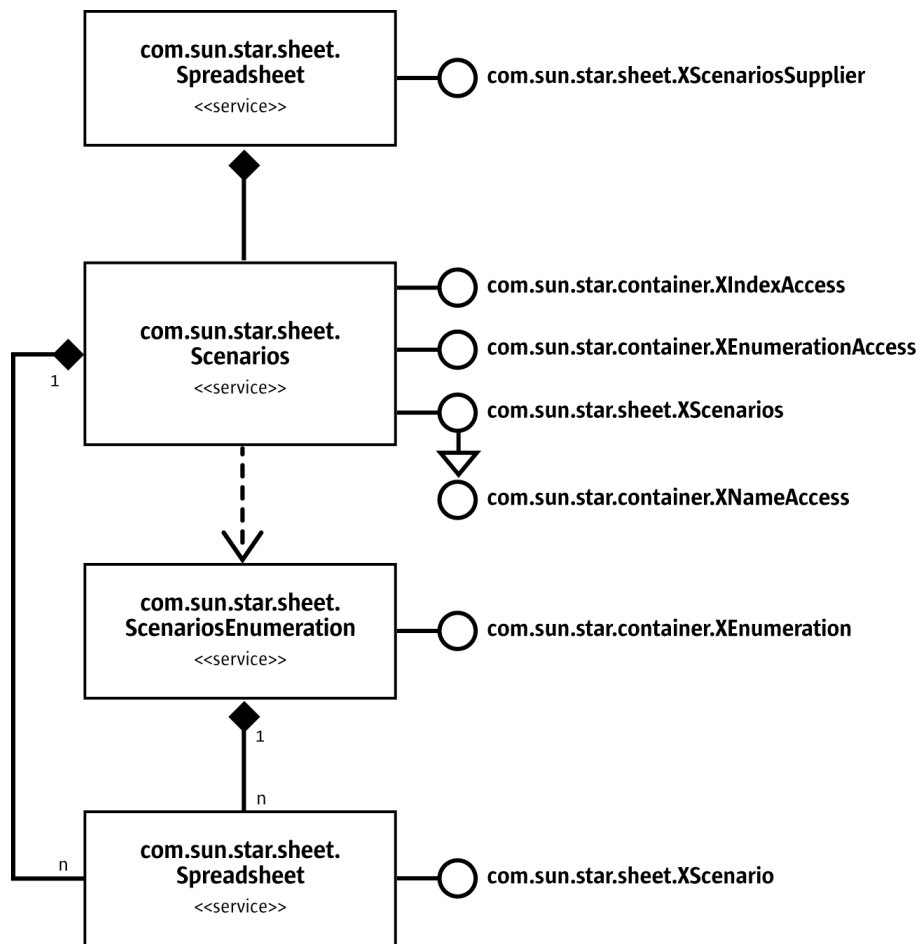 com.sun.star.sheet.
Spreadsheet
<<service>>
com.sun.star.sheet.XScenariosSupplier
com.sun.star.sheet.
Scenarios
<<service>>
com.sun.star.container.XIndexAccess
com.sun.star.container.XEnumerationAccess
com.sun.star.sheet.XScenarios
com.sun.star.container.XNameAccess
1
com.sun.star.sheet.
ScenariosEnumeration
<<service>>
com.sun.star.container.XEnumeration
1
n
n
com.sun.star.sheet.
Spreadsheet
<<service>>
com.sun.star.sheet.XScenario